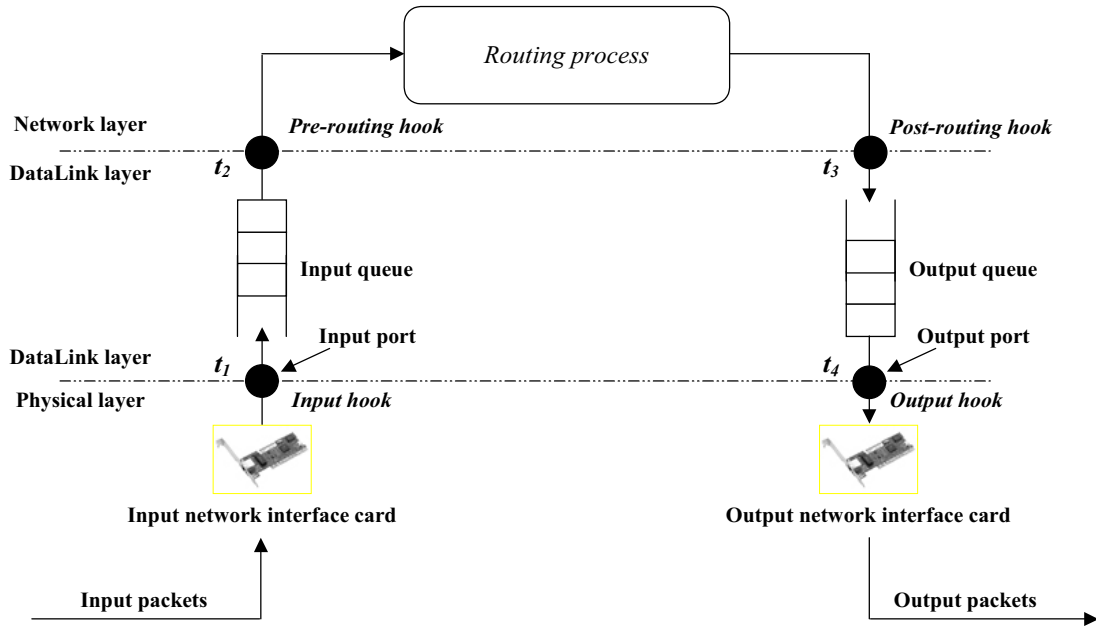 Routing process
Network layer
Pre-routing hook
Post-routing hook
DataLink layer
t2
t3
Input queue
Output queue
Input port
Output port
DataLink layer
t1
t4
Physical layer
Input hook
Output hook
Input network interface card
Output network interface card
Input packets
Output packets